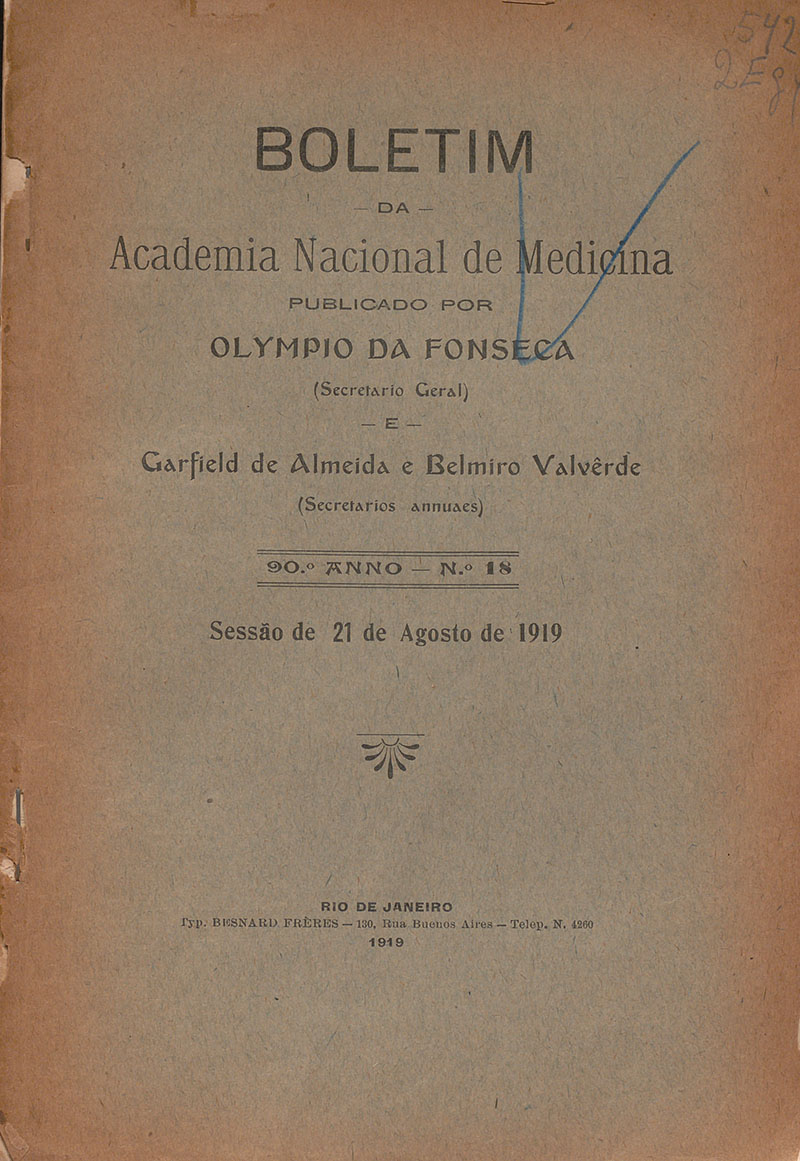 542
BOLETIM
— DA —
Academia Nacional de Medicina
PUBLICADO POR
OLYMPIO DA FONSECA
(Secretario Geral)
— E —
Garfield de Almeida e Belmiro Valvêrde
(Secretarios annuaes)
90.º ANNO — N.º 18
Sessão de 21 de Agosto de 1919
RIO DE JANEIRO
Typ. BESNARD FRÈRES — 130, Rua Buenos Aires — Telep. N. 4260
1919